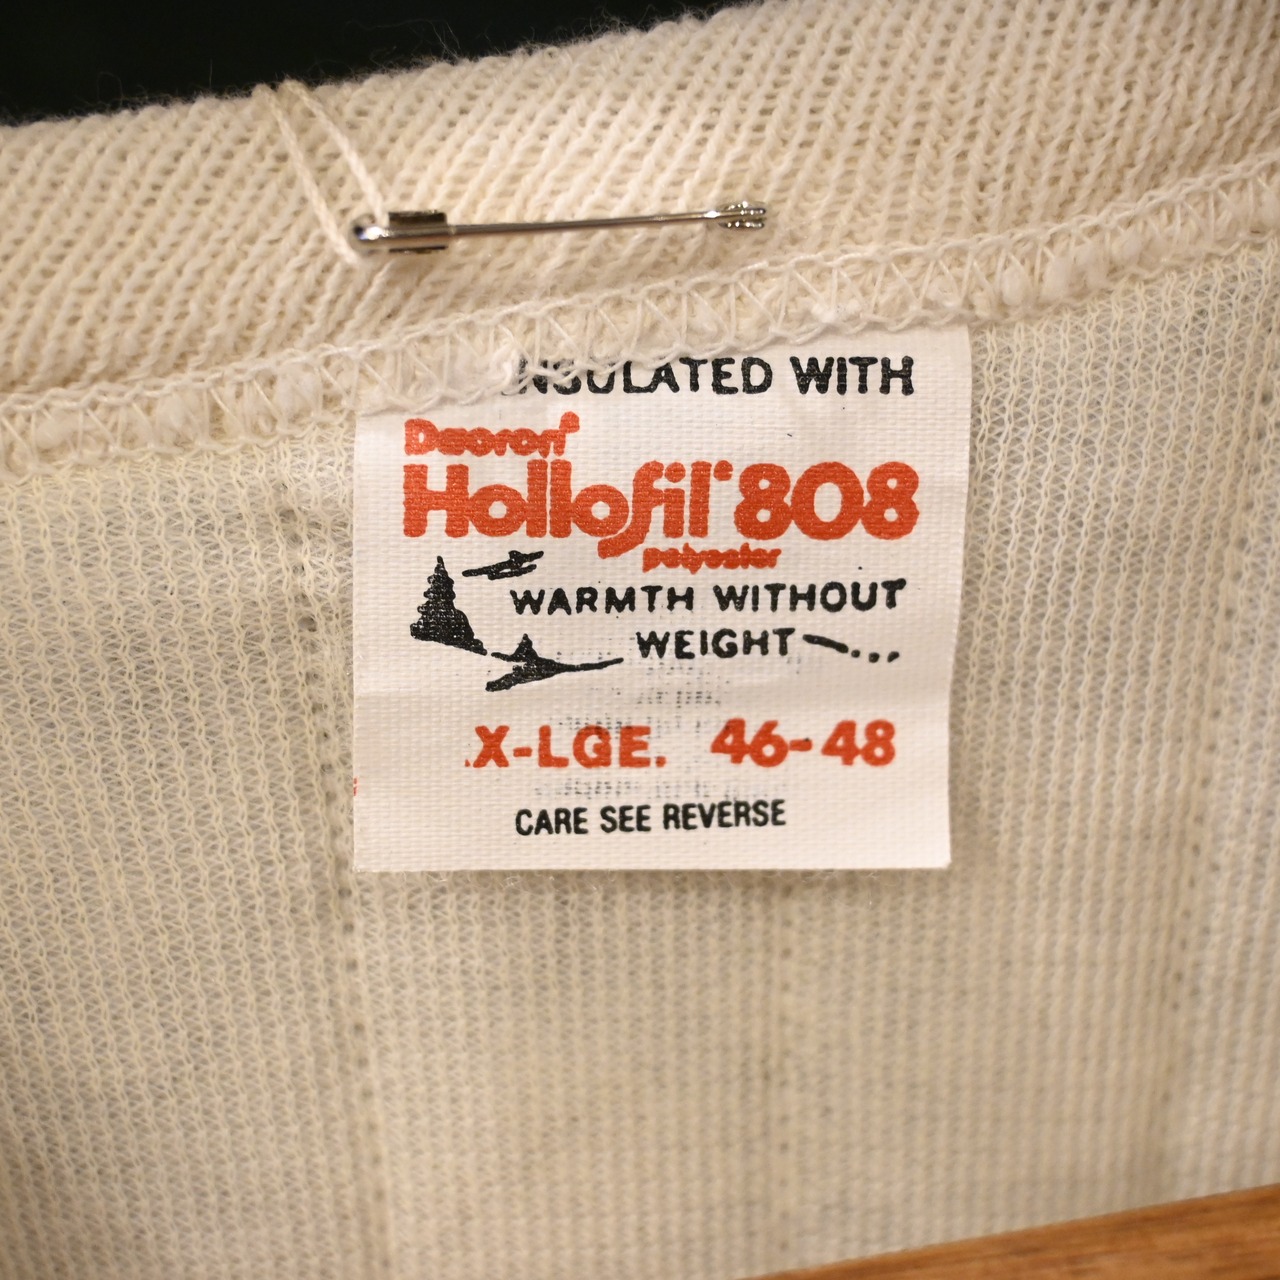 INSULATED WITH
Dacron®
Hollofil® 808
polyester
WARMTH WITHOUT
WEIGHT
X-LGE. 46-48
CARE SEE REVERSE